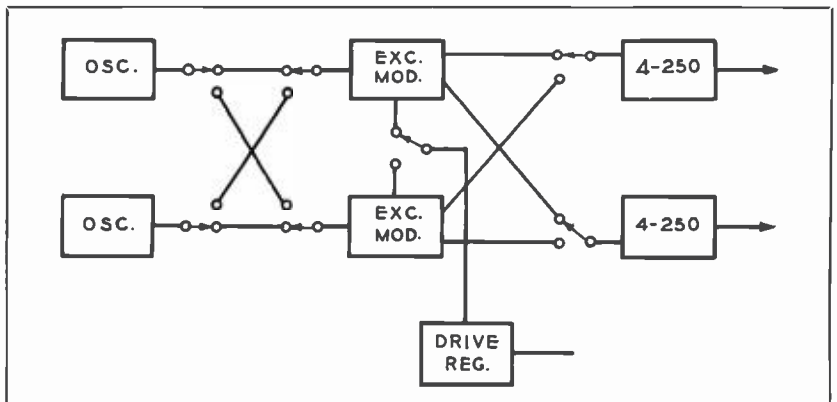 OSC.
EXC.
MOD.
4-250
OSC.
EXC.
MOD.
4-250
DRIVE
REG.